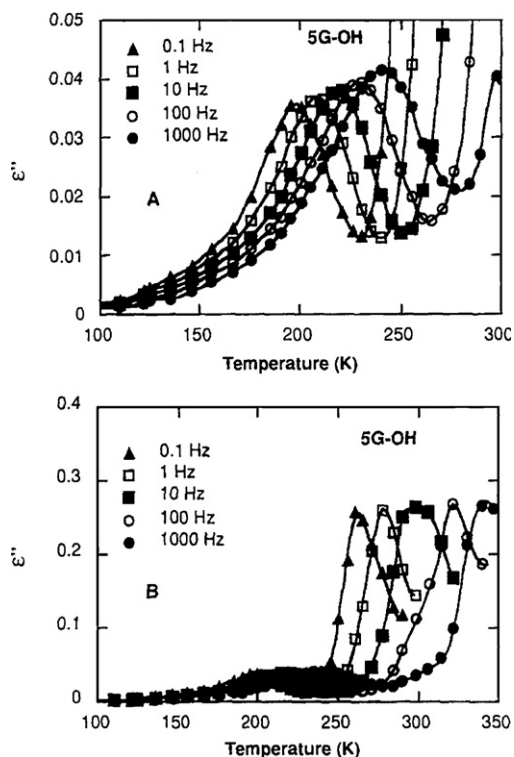 0.05
0.04
0.03
0.02
0.01
0
ε"
5G-OH
0.1 Hz
1 Hz
10 Hz
100 Hz
1000 Hz
A
100 150 200 250 300
Temperature (K)
0.4
0.3
0.2
0.1
0
ε"
5G-OH
0.1 Hz
1 Hz
10 Hz
100 Hz
1000 Hz
B
100 150 200 250 300 350
Temperature (K)